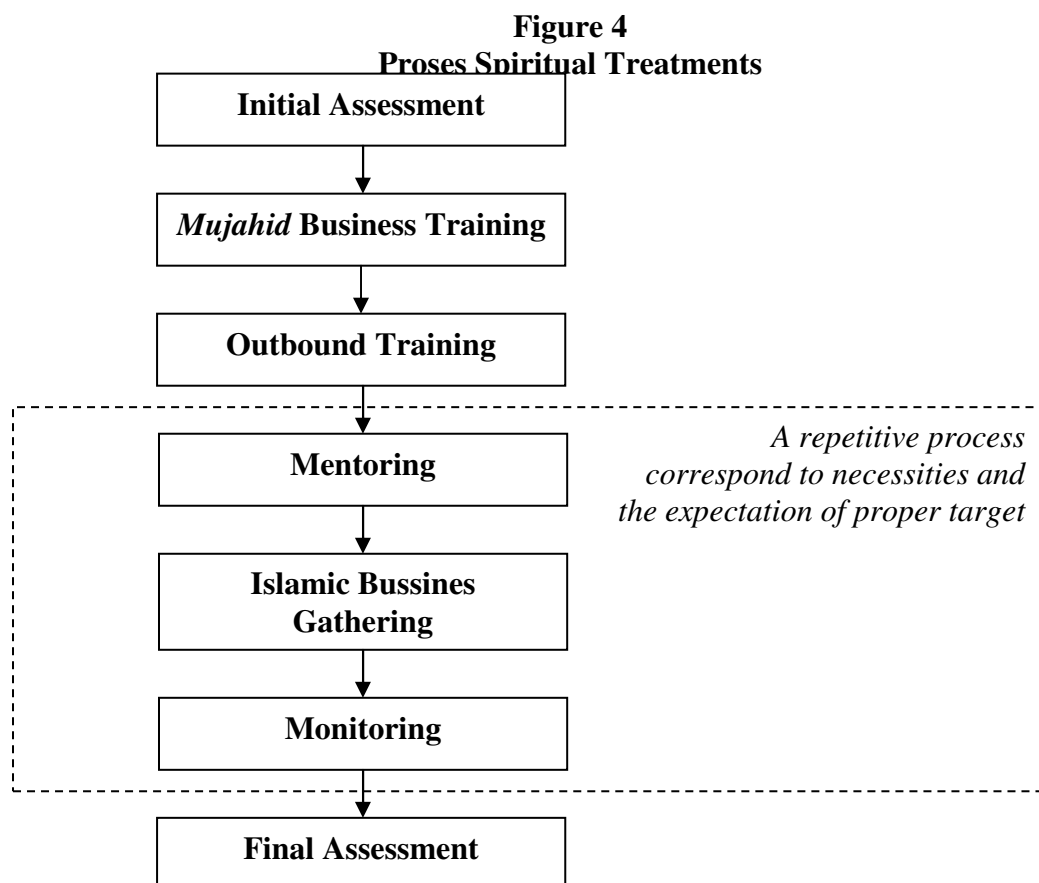 Figure 4
Proses Spiritual Treatments
Initial Assessment
Mujahid Business Training
Outbound Training
Mentoring
A repetitive process
correspond to necessities and
the expectation of proper target
Islamic Bussines
Gathering
Monitoring
Final Assessment